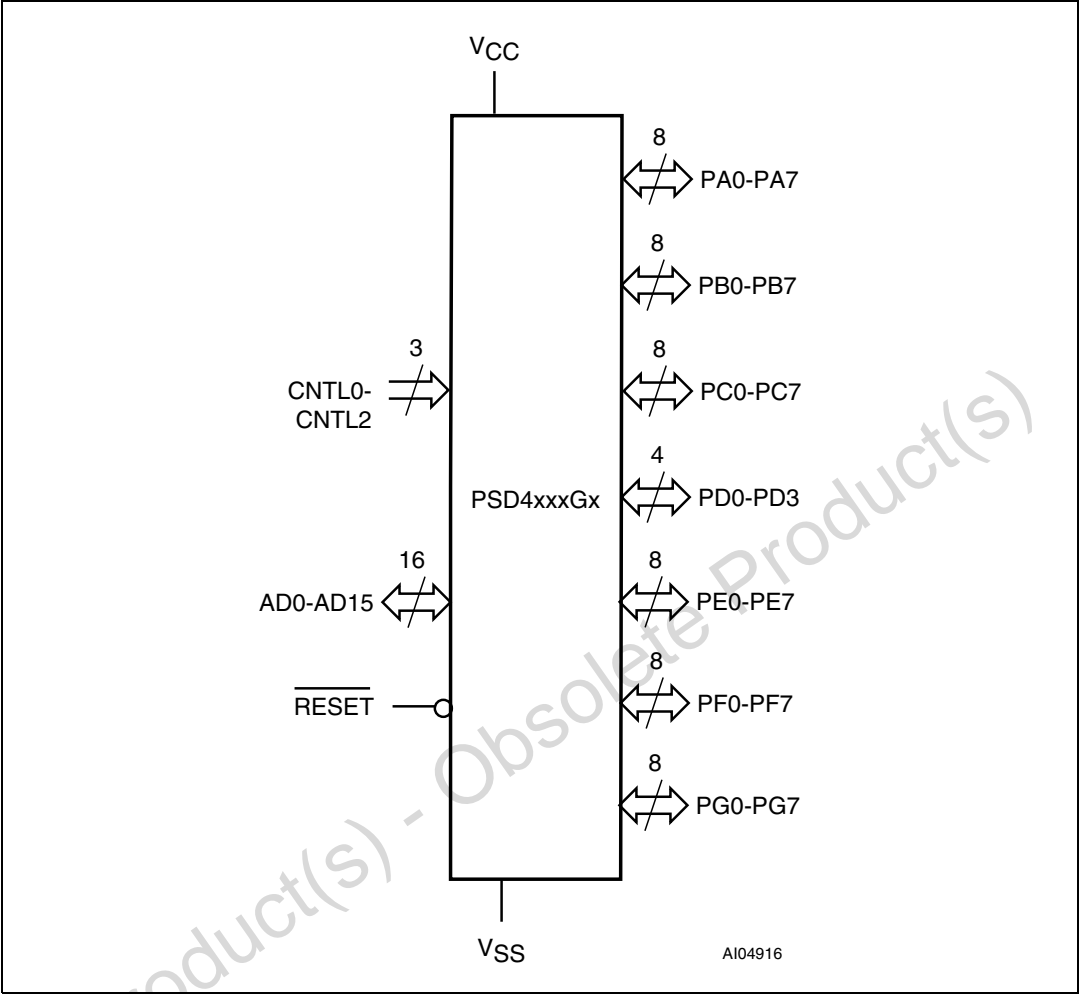 VCC
8
PA0-PA7
8
PB0-PB7
3
CNTL0-
CNTL2
8
PC0-PC7
4
PSD4xxxGx
PD0-PD3
16
AD0-AD15
8
PE0-PE7
8
RESET
PF0-PF7
8
PG0-PG7
VSS
AI04916
oduct(s) - Obsolete Product(s)